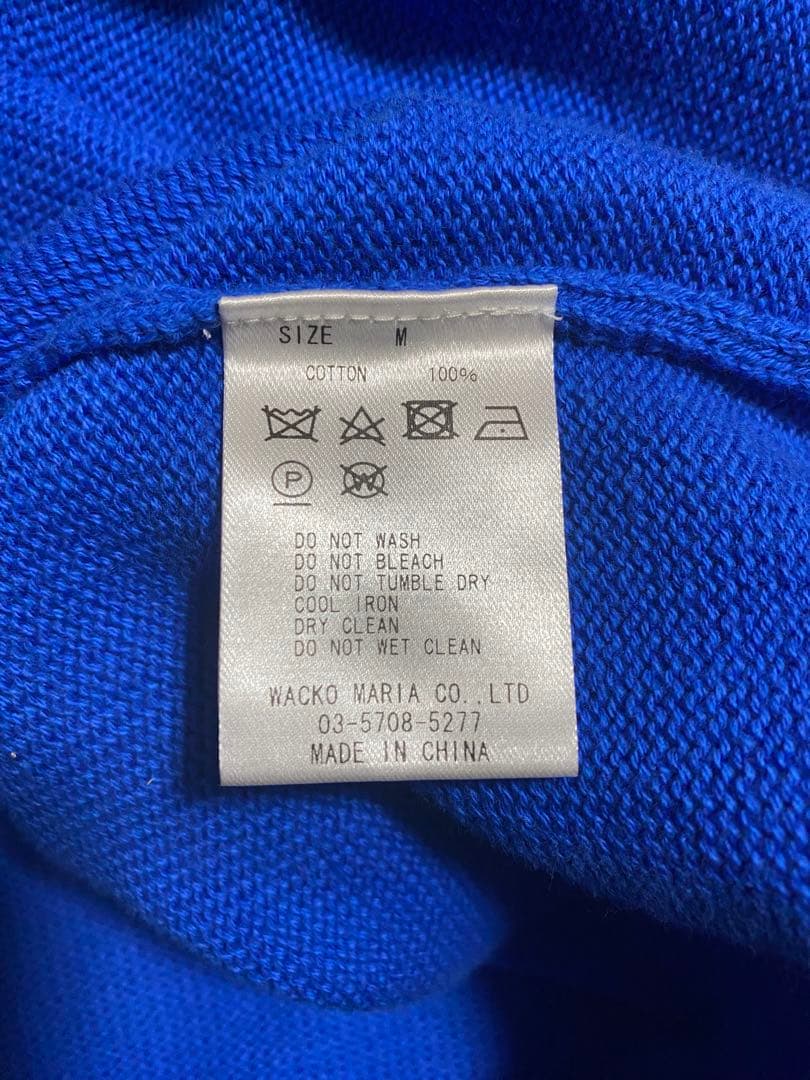 SIZE M
COTTON 100%
P W
DO NOT WASH
DO NOT BLEACH
DO NOT TUMBLE DRY
COOL IRON
DRY CLEAN
DO NOT WET CLEAN
WACKO MARIA CO.,LTD
03-5708-5277
MADE IN CHINA